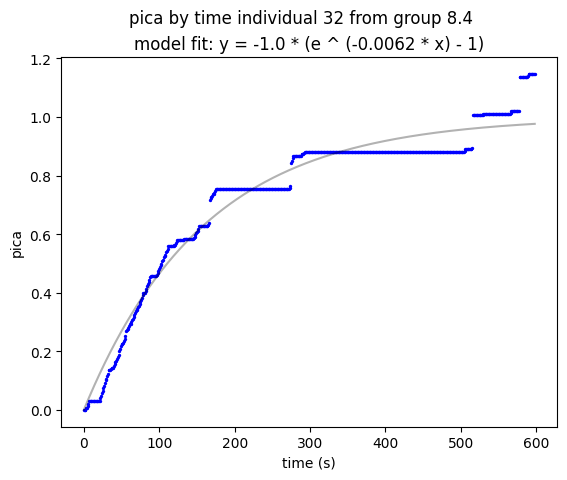 pica by time individual 32 from group 8.4
model fit: y = -1.0 * (e ^ (-0.0062 * x) - 1)
1.2
1.0
0.8
0.6
0.4
0.2
0.0
pica
0 100 200 300 400 500 600
time (s)